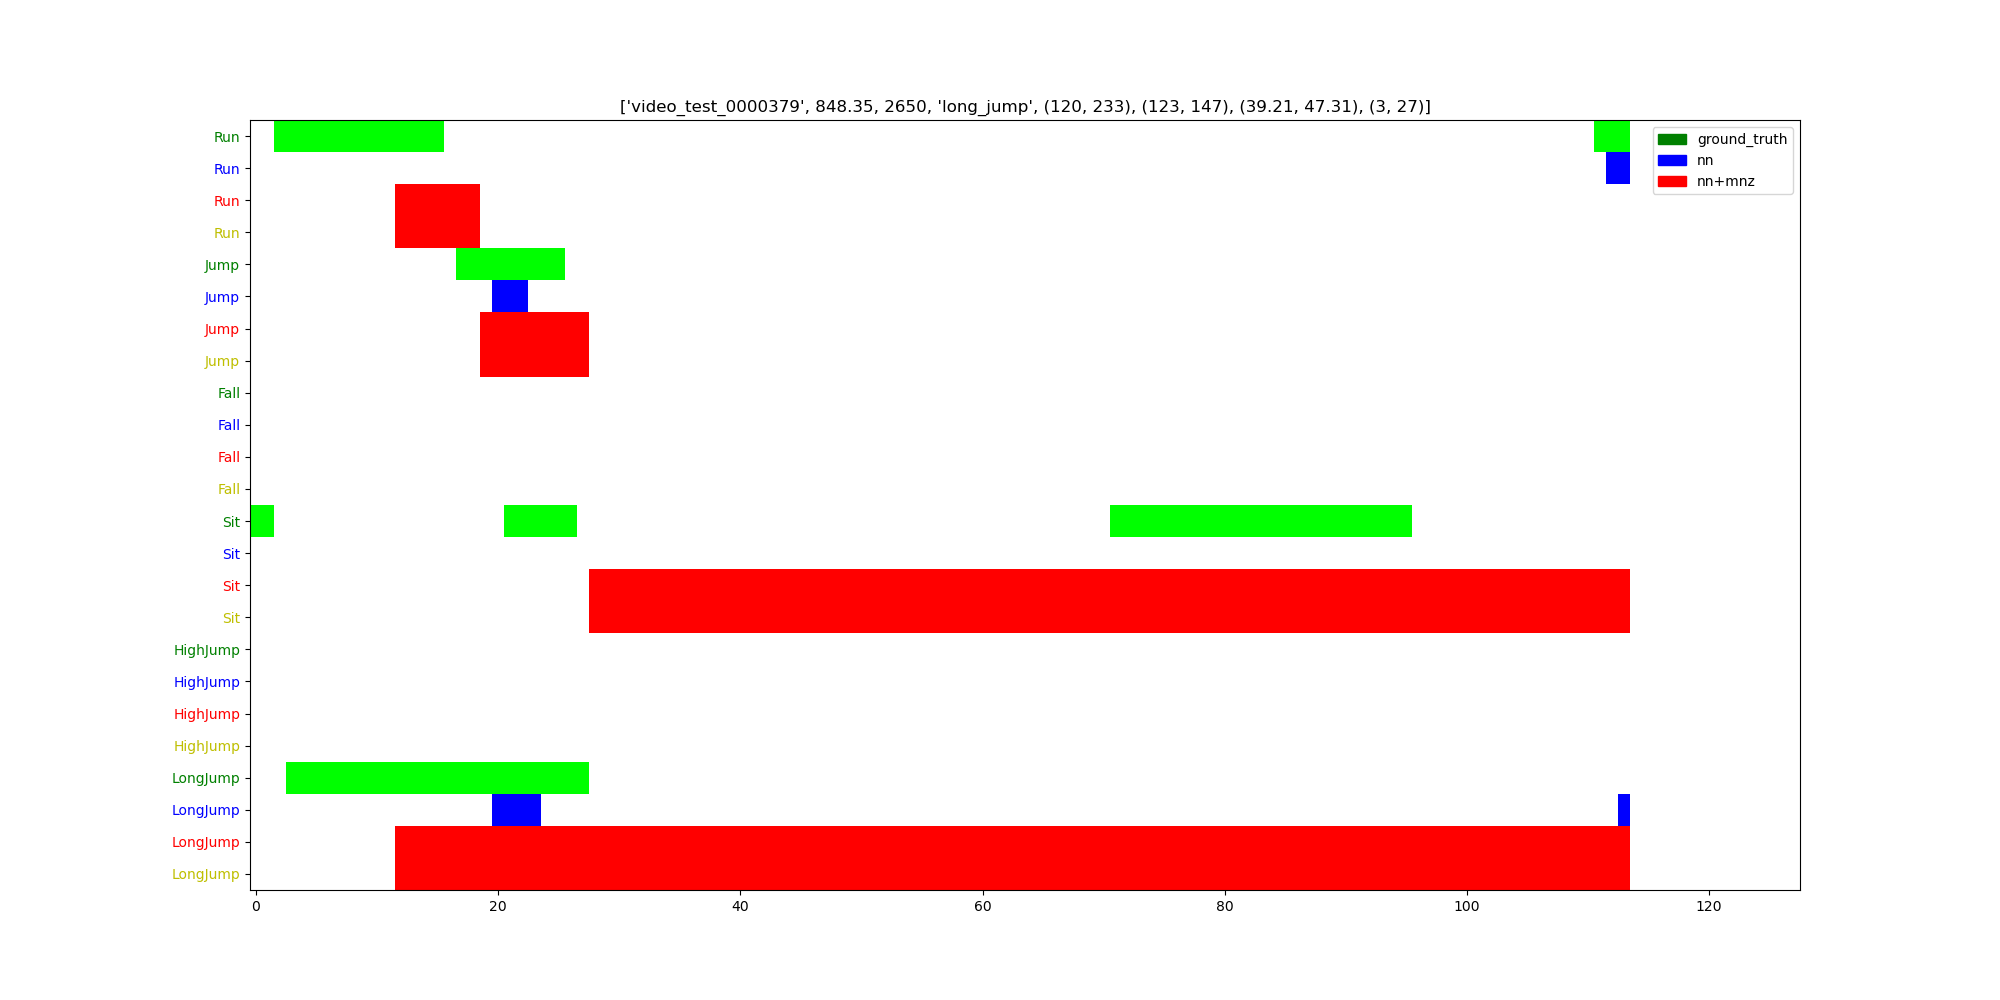 ['video_test_0000379', 848.35, 2650, 'long_jump', (120, 233), (123, 147), (39.21, 47.31), (3, 27)]
ground_truth
nn
nn+mnz
Run
Run
Run
Run
Jump
Jump
Jump
Jump
Fall
Fall
Fall
Fall
Sit
Sit
Sit
Sit
HighJump
HighJump
HighJump
HighJump
LongJump
LongJump
LongJump
LongJump
0 20 40 60 80 100 120